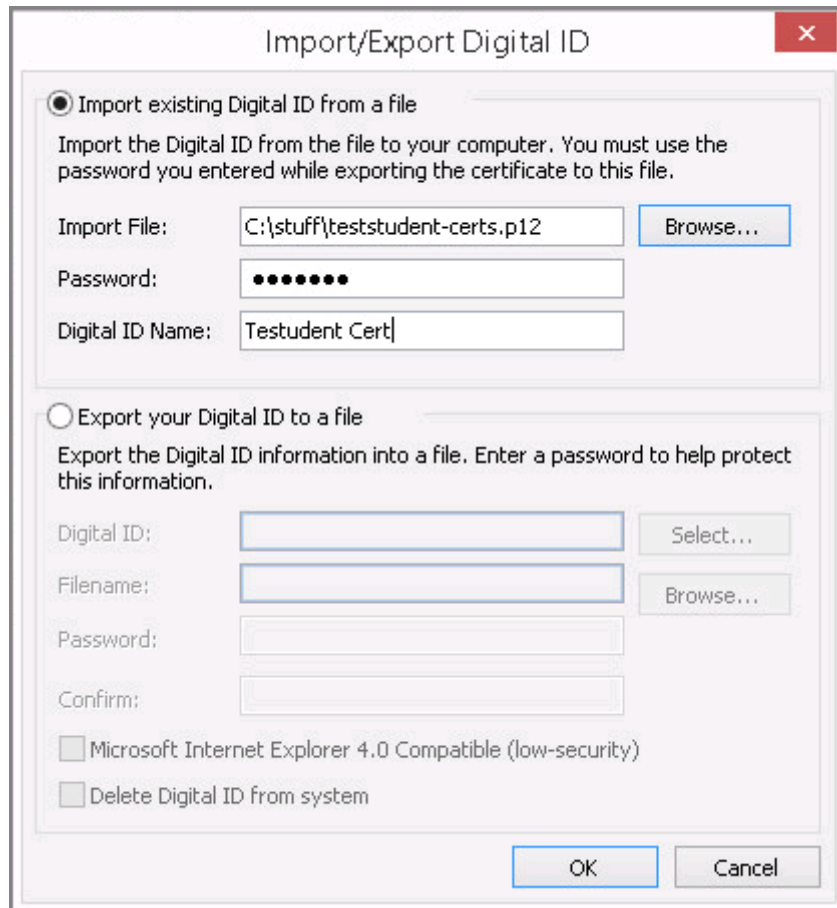 Import/Export Digital ID
Import existing Digital ID from a file
Import the Digital ID from the file to your computer. You must use the
password you entered while exporting the certificate to this file.
Import File: C:\stuff\teststudent-certs.p12 Browse...
Password: ●●●●●●●
Digital ID Name: Testudent Cert
Export your Digital ID to a file
Export the Digital ID information into a file. Enter a password to help protect
this information.
Digital ID: Select...
Filename: Browse...
Password:
Confirm:
Microsoft Internet Explorer 4.0 Compatible (low-security)
Delete Digital ID from system
OK Cancel